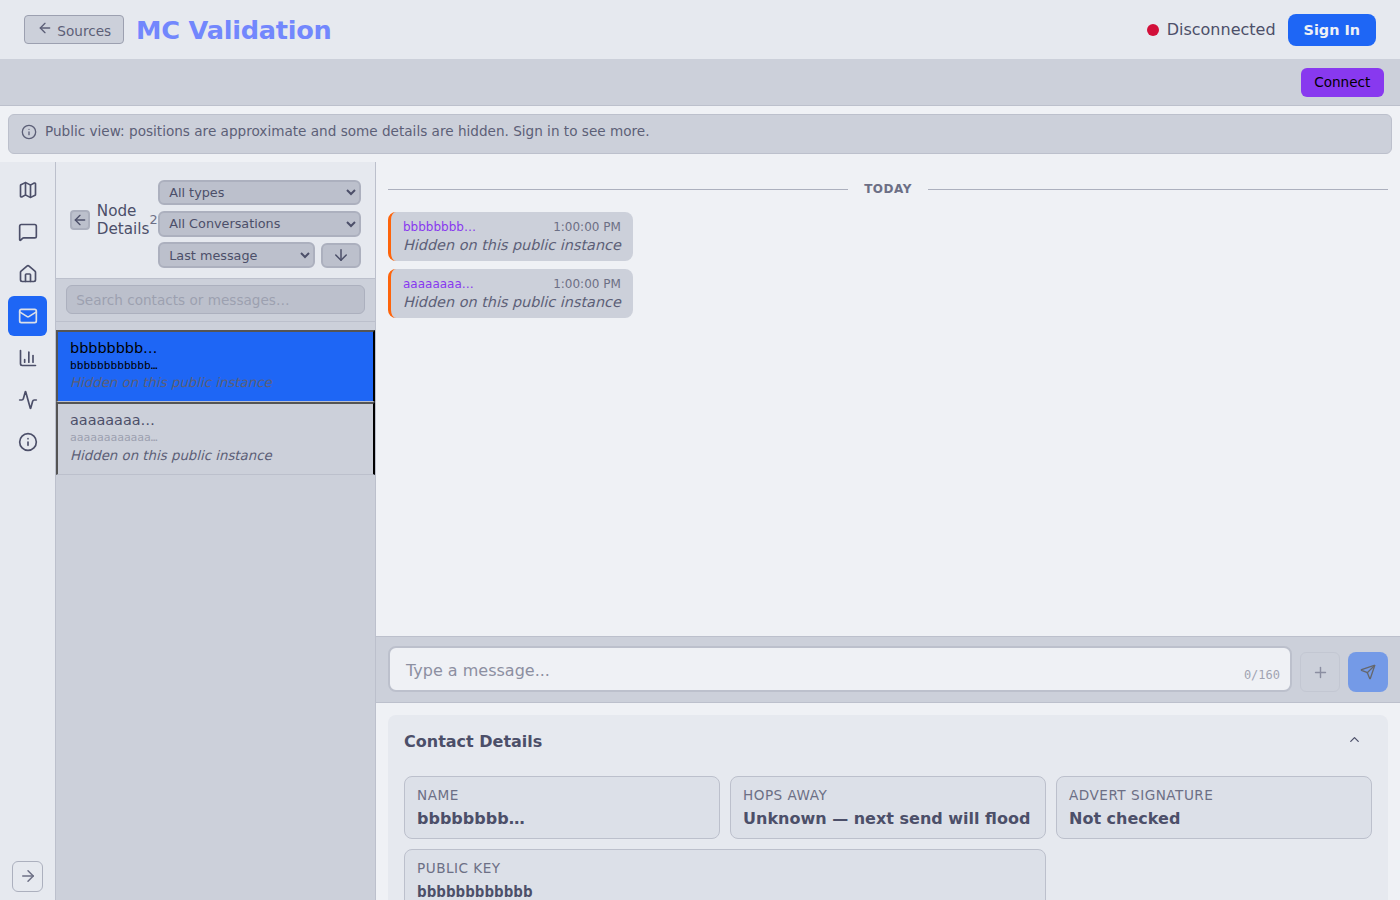 Sources
MC Validation
Disconnected
Sign In
Connect
Public view: positions are approximate and some details are hidden. Sign in to see more.
Node Details
2
All types
All Conversations
Last message
Search contacts or messages...
bbbbbbbb…
bbbbbbbbbbbb…
Hidden on this public instance
aaaaaaaa…
aaaaaaaaaaaa…
Hidden on this public instance
TODAY
bbbbbbbb… 1:00:00 PM
Hidden on this public instance
aaaaaaaa… 1:00:00 PM
Hidden on this public instance
Type a message...
0/160
Contact Details
NAME
bbbbbbbb…
HOPS AWAY
Unknown — next send will flood
ADVERT SIGNATURE
Not checked
PUBLIC KEY
bbbbbbbbbbbb